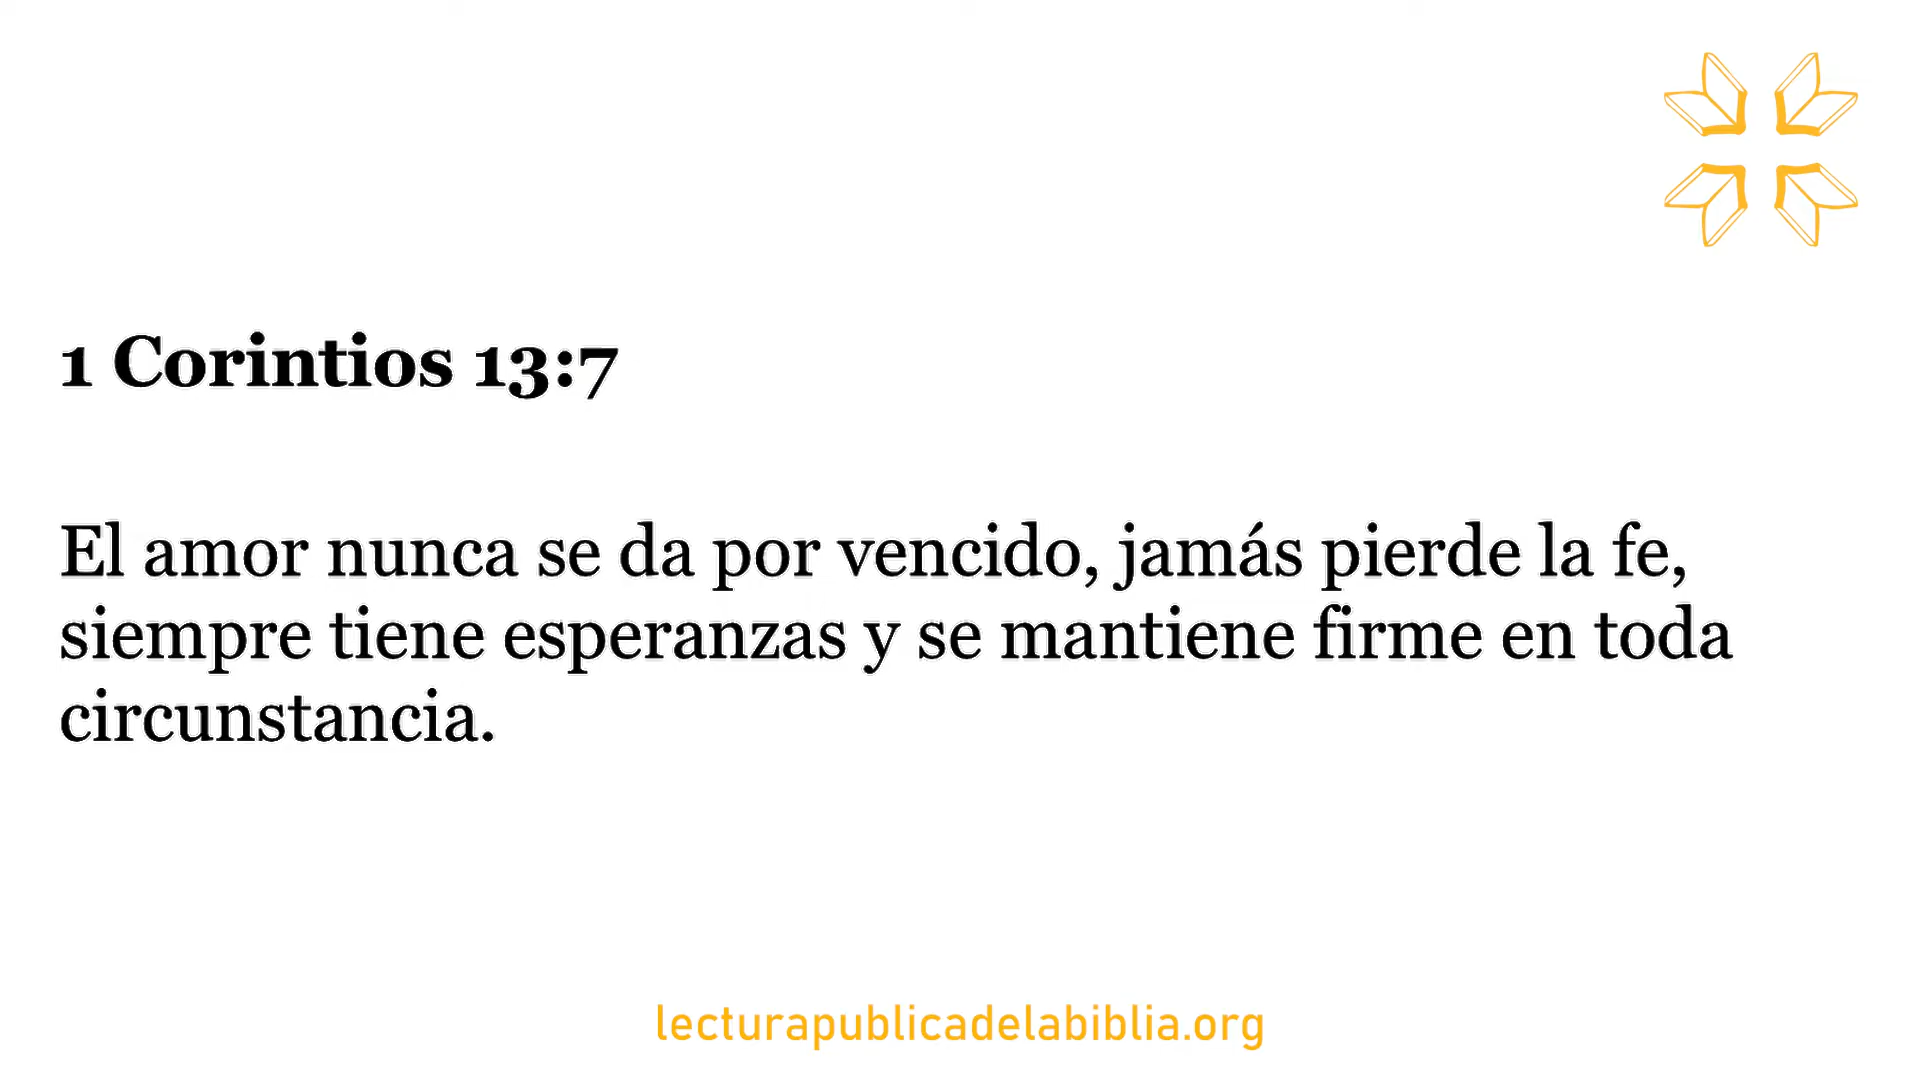 1 Corintios 13:7
El amor nunca se da por vencido, jamás pierde la fe,
siempre tiene esperanzas y se mantiene firme en toda
circunstancia.
lecturapublicadelabiblia.org